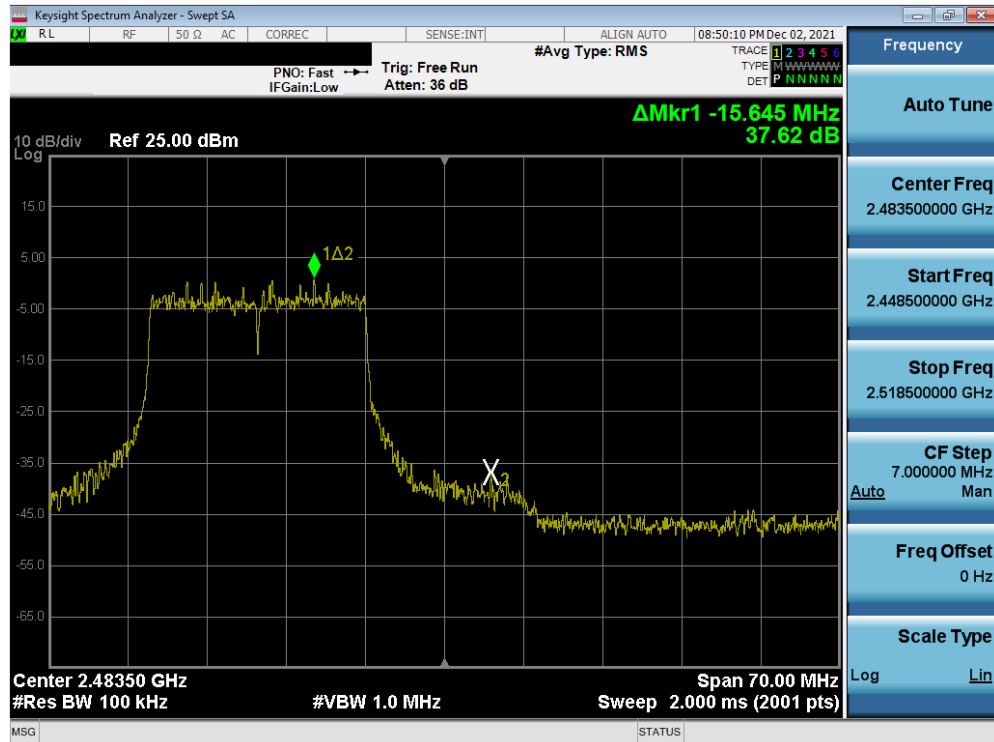 Keysight Spectrum Analyzer - Swept SA
LXI RL RF 50 Ω AC CORREC SENSE:INT ALIGN AUTO 08:50:10 PM Dec 02, 2021
PNO: Fast Trig: Free Run #Avg Type: RMS TRACE 1 2 3 4 5 6
IFGain:Low Atten: 36 dB TYPE M WWWWW
DET P N N N N N
ΔMkr1 -15.645 MHz
37.62 dB
10 dB/div Ref 25.00 dBm
Log
15.0
5.00
-5.00
-15.0
-25.0
-35.0
-45.0
-55.0
-65.0
1Δ2
X2
Center 2.48350 GHz Span 70.00 MHz
#Res BW 100 kHz #VBW 1.0 MHz Sweep 2.000 ms (2001 pts)
MSG STATUS
Frequency
Auto Tune
Center Freq
2.483500000 GHz
Start Freq
2.448500000 GHz
Stop Freq
2.518500000 GHz
CF Step
7.000000 MHz
Auto Man
Freq Offset
0 Hz
Scale Type
Log Lin